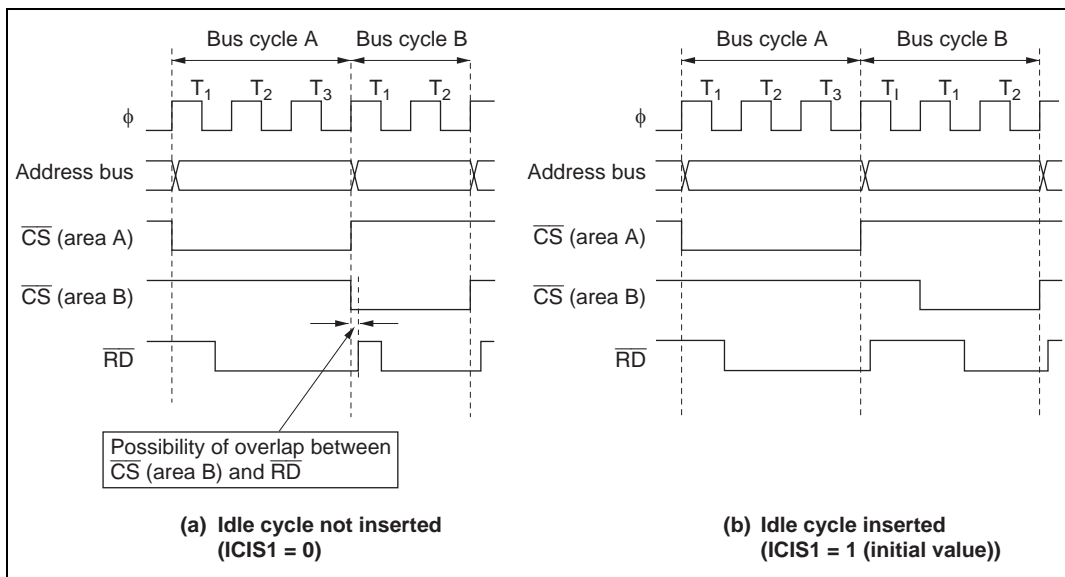 Bus cycle A Bus cycle B
T1 T2 T3 T1 T2
φ
Address bus
CS (area A)
CS (area B)
RD
Possibility of overlap between
CS (area B) and RD
(a) Idle cycle not inserted
(ICIS1 = 0)
Bus cycle A Bus cycle B
T1 T2 T3 TI T1 T2
φ
Address bus
CS (area A)
CS (area B)
RD
(b) Idle cycle inserted
(ICIS1 = 1 (initial value))